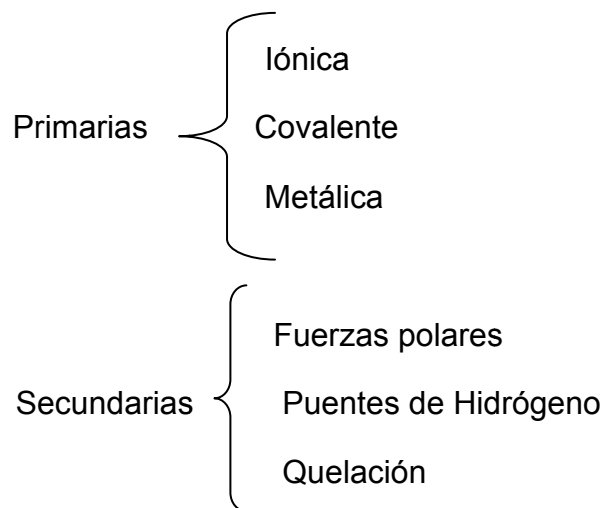 Iónica
Primarias
Covalente
Metálica
Fuerzas polares
Secundarias
Puentes de Hidrógeno
Quelación